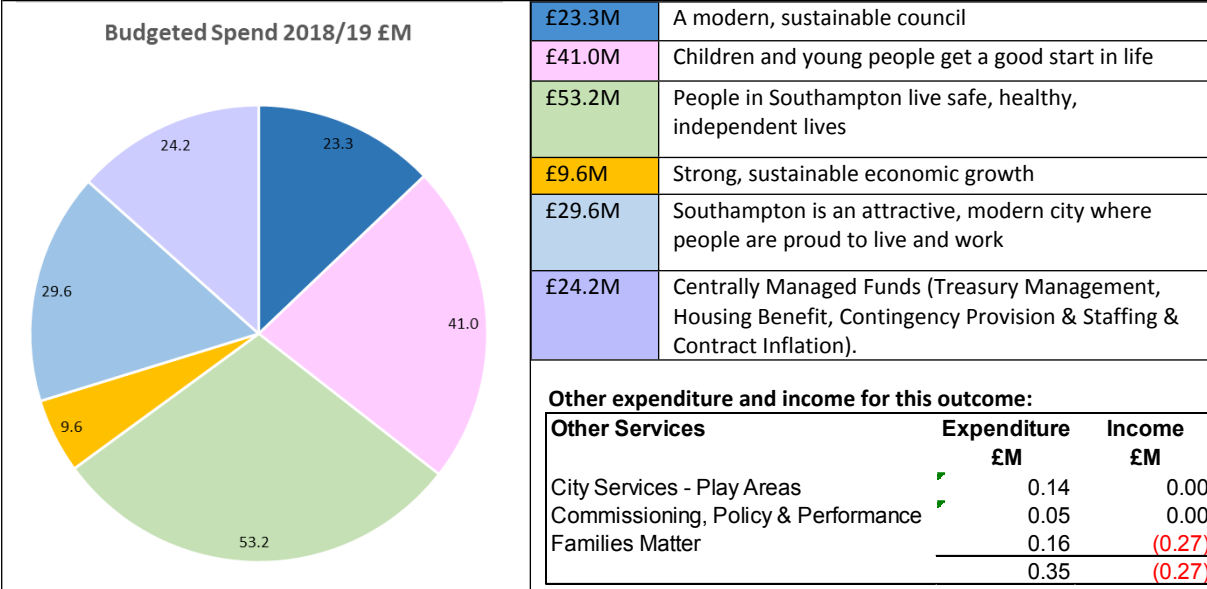 Budgeted Spend 2018/19 £M
23.3
41.0
53.2
9.6
29.6
24.2
£23.3M A modern, sustainable council
£41.0M Children and young people get a good start in life
£53.2M People in Southampton live safe, healthy,
independent lives
£9.6M Strong, sustainable economic growth
£29.6M Southampton is an attractive, modern city where
people are proud to live and work
£24.2M Centrally Managed Funds (Treasury Management,
Housing Benefit, Contingency Provision & Staffing &
Contract Inflation).
Other expenditure and income for this outcome:
Other Services Expenditure Income
£M £M
City Services - Play Areas 0.14 0.00
Commissioning, Policy & Performance 0.05 0.00
Families Matter 0.16 (0.27)
0.35 (0.27)